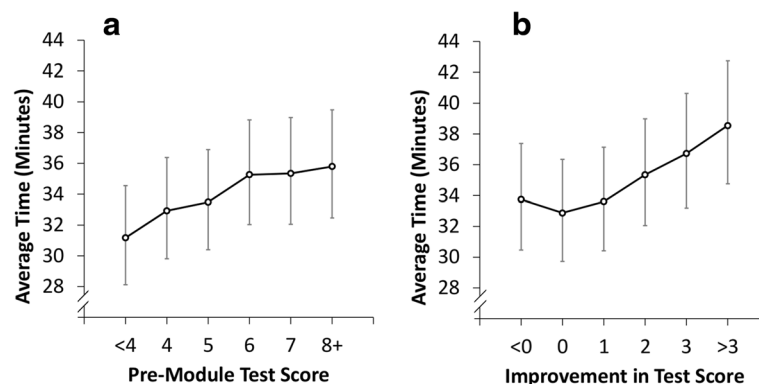 a
44
42
40
38
36
34
32
30
28
Average Time (Minutes)
<4 4 5 6 7 8+
Pre-Module Test Score
b
44
42
40
38
36
34
32
30
28
Average Time (Minutes)
<0 0 1 2 3 >3
Improvement in Test Score